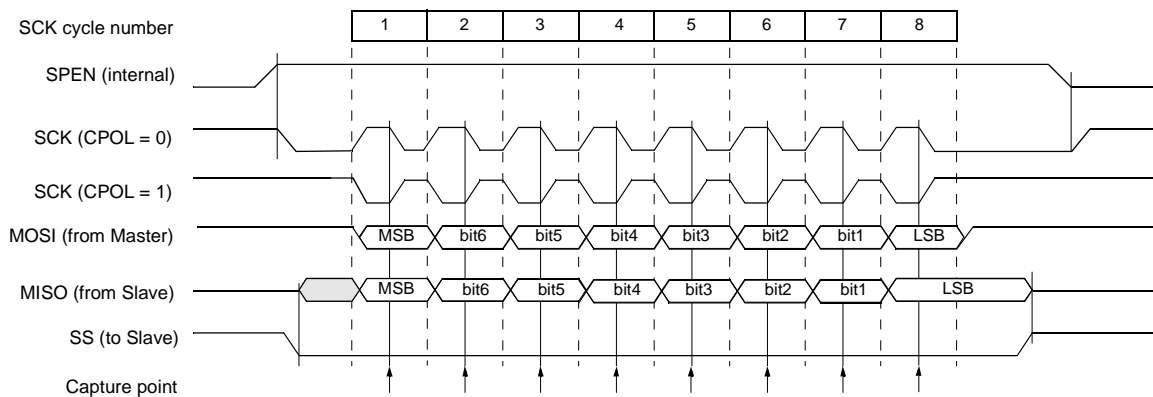 SCK cycle number 1 2 3 4 5 6 7 8
SPEN (internal)
SCK (CPOL = 0)
SCK (CPOL = 1)
MOSI (from Master) MSB bit6 bit5 bit4 bit3 bit2 bit1 LSB
MISO (from Slave) MSB bit6 bit5 bit4 bit3 bit2 bit1 LSB
SS (to Slave)
Capture point